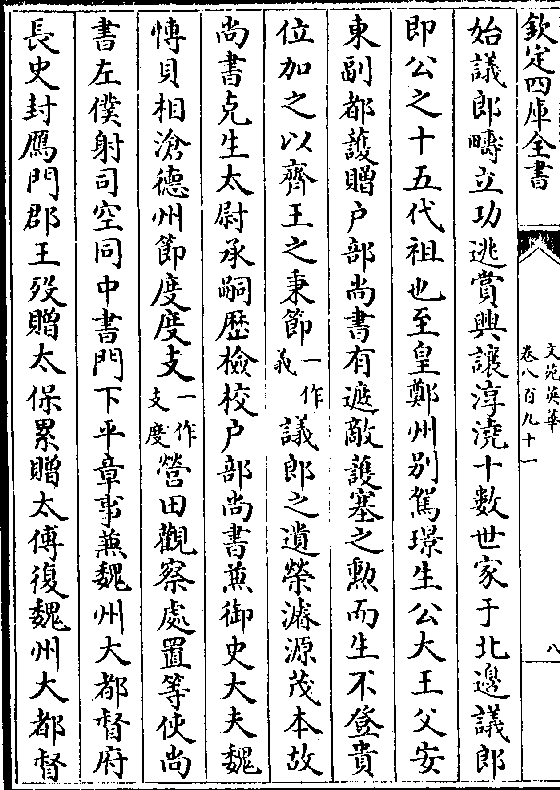 欽定四庫全書
文苑英華
卷八百九十一
八
始議郎疇立功逃賞興讓淳澆十數世家于北邊議郎
即公之十五代祖也至皇鄭州别駕璟生公大王父安
東副都䕶贈户部尚書有遮敵䕶塞之勲而生不登貴
位加之以齊王之秉節一作義議郎之遺榮濬源茂本故
尚書克生太尉承嗣歴檢校户部尚書兼御史大夫魏
愽貝相滄德州節度度支一作支度營田觀察處置等使尚
書左僕射司空同中書門下平章事兼魏州大都督府
長史封鴈門郡王殁贈太保累贈太傅復魏州大都督